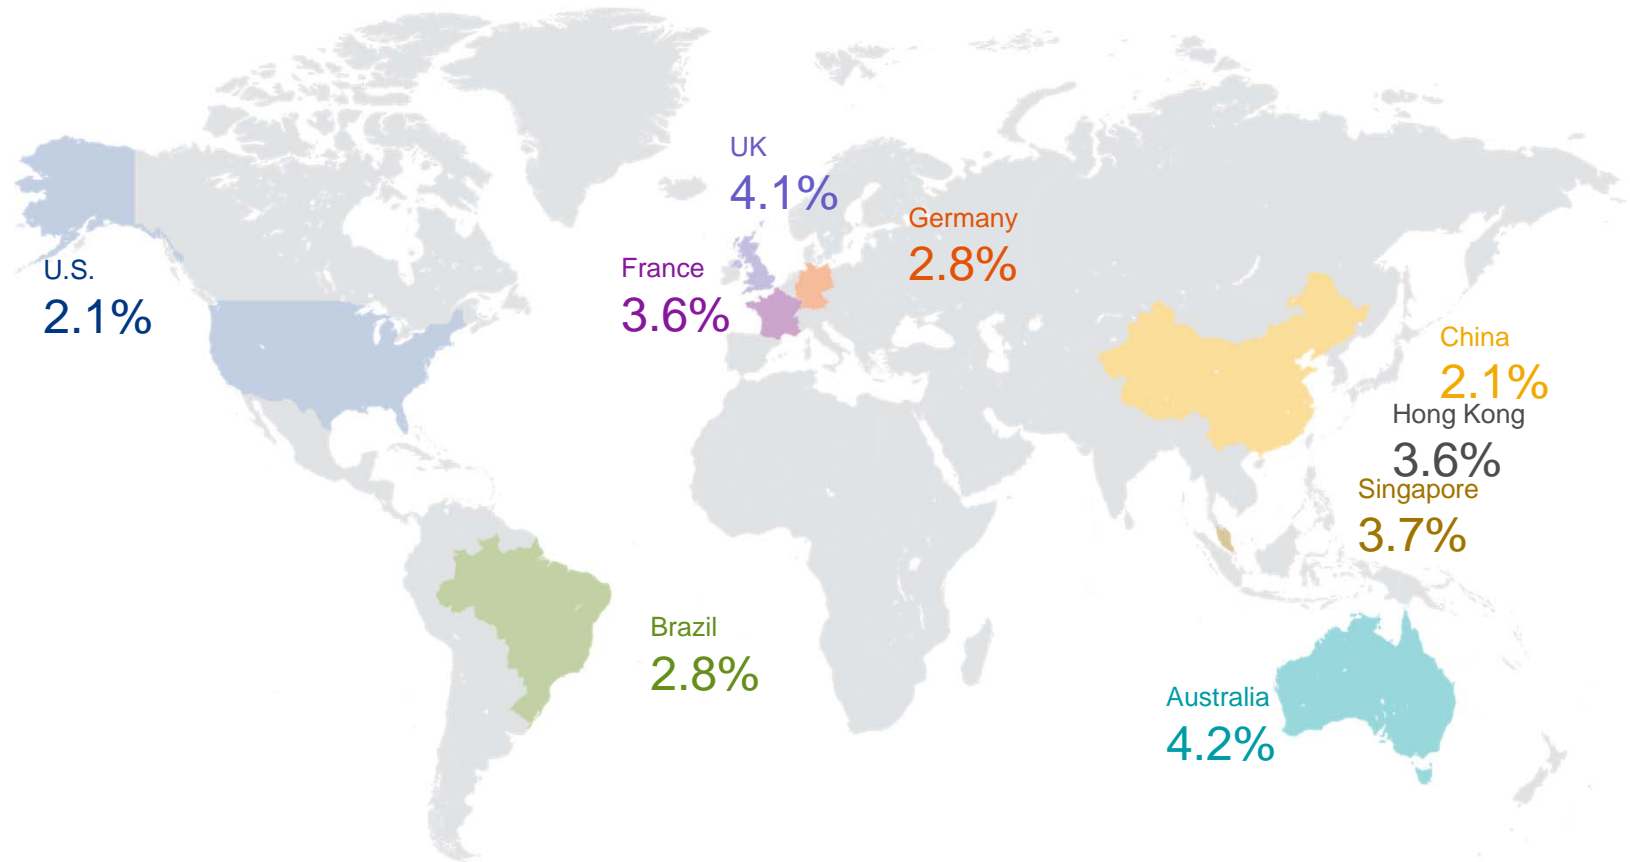 UK
4.1%
Germany
2.8%
U.S.
2.1%
France
3.6%
China
2.1%
Hong Kong
3.6%
Singapore
3.7%
Brazil
2.8%
Australia
4.2%